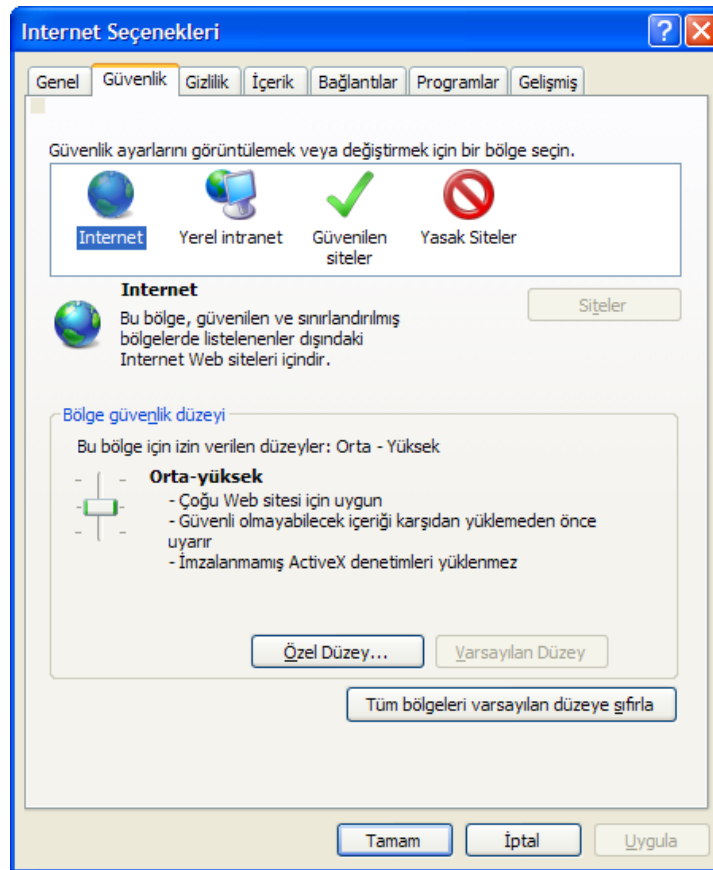 Internet Seçenekleri
Genel Güvenlik Gizlilik İçerik Bağlantılar Programlar Gelişmiş
Güvenlik ayarlarını görüntülemek veya değiştirmek için bir bölge seçin.
Internet Yerel intranet Güvenilen siteler Yasak Siteler
Internet
Siteler
Bu bölge, güvenilen ve sınırlandırılmış
bölgelerde listelenenler dışındaki
Internet Web siteleri içindir.
Bölge güvenlik düzeyi
Bu bölge için izin verilen düzeyler: Orta - Yüksek
Orta-yüksek
- Çoğu Web sitesi için uygun
- Güvenli olmayabilecek içeriği karşıdan yüklemeden önce
uyarır
- İmzalanmamış ActiveX denetimleri yüklenmez
Özel Düzey... Varsayılan Düzey
Tüm bölgeleri varsayılan düzeye sıfırla
Tamam İptal Uygula